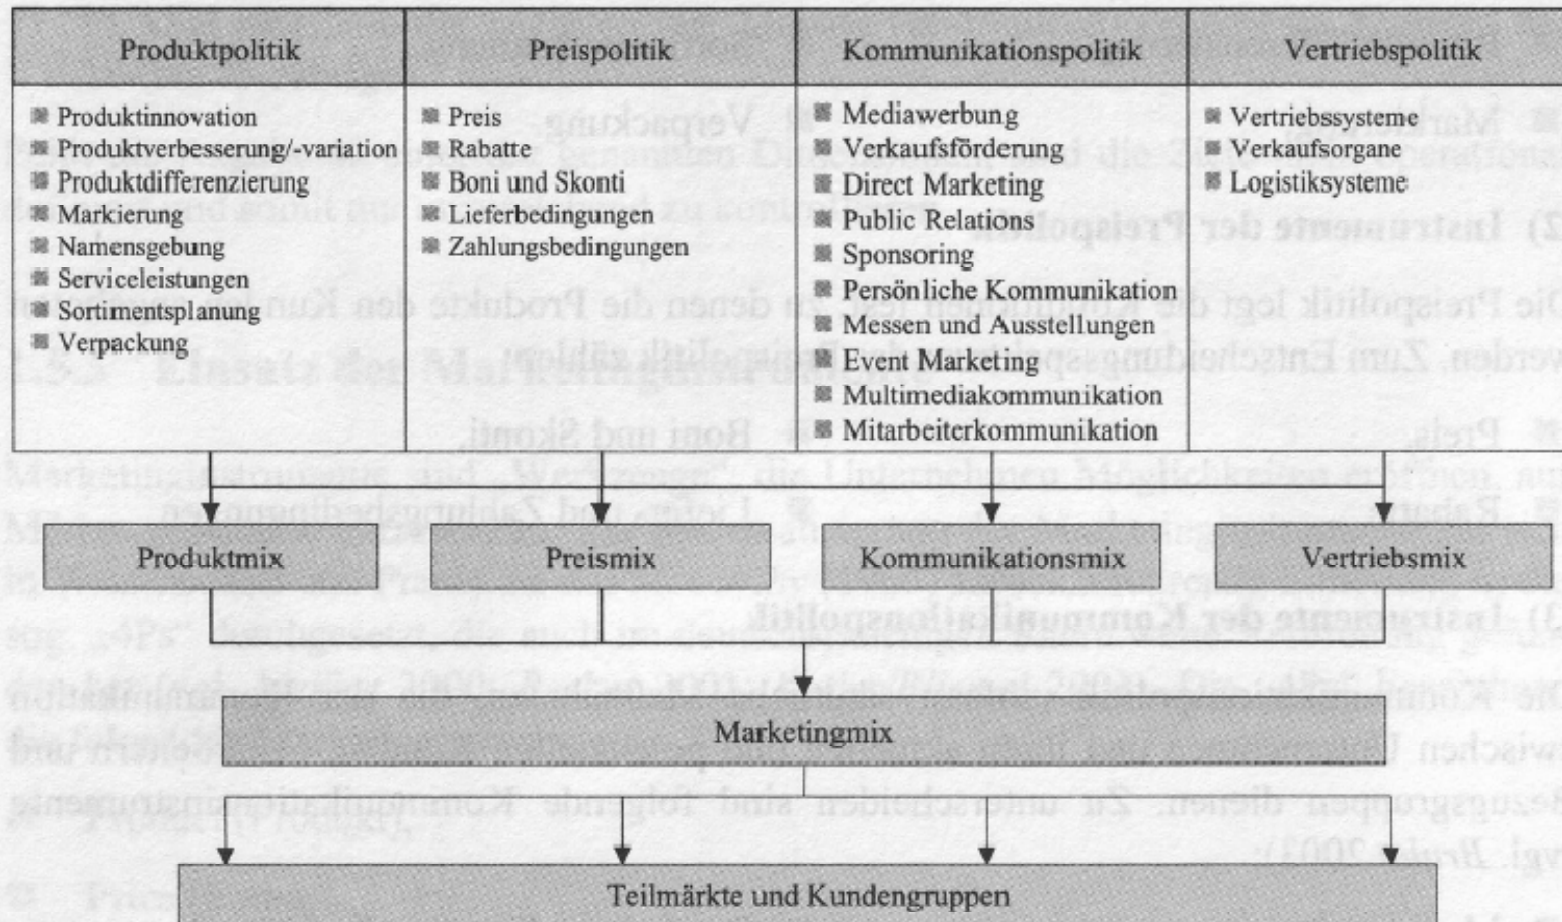 Produktpolitik
Produktinnovation
Produktverbesserung/-variation
Produktdifferenzierung
Markierung
Namensgebung
Serviceleistungen
Sortimentsplanung
Verpackung
Preispolitik
Preis
Rabatte
Boni und Skonti
Lieferbedingungen
Zahlungsbedingungen
Kommunikationspolitik
Mediawerbung
Verkaufsförderung
Direct Marketing
Public Relations
Sponsoring
Persönliche Kommunikation
Messen und Ausstellungen
Event Marketing
Multimediakommunikation
Mitarbeiterkommunikation
Vertriebspolitik
Vertriebssysteme
Verkaufsorgane
Logistiksysteme
Produktmix
Preismix
Kommunikationsmix
Vertriebsmix
Marketingmix
Teilmärkte und Kundengruppen